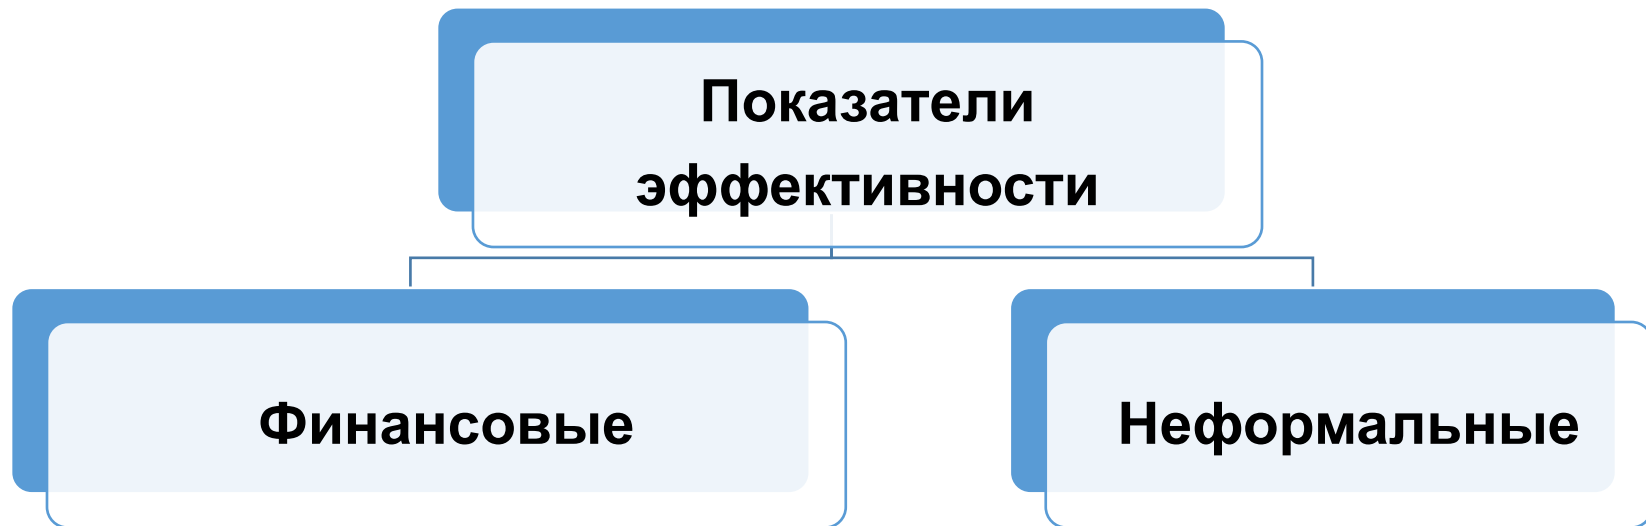 Показатели
эффективности
Финансовые
Неформальные